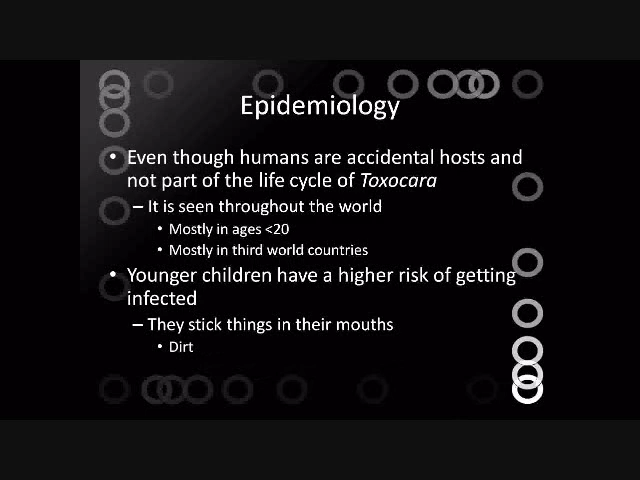 Epidemiology
• Even though humans are accidental hosts and
not part of the life cycle of Toxocara
– It is seen throughout the world
• Mostly in ages <20
• Mostly in third world countries
• Younger children have a higher risk of getting
infected
– They stick things in their mouths
• Dirt